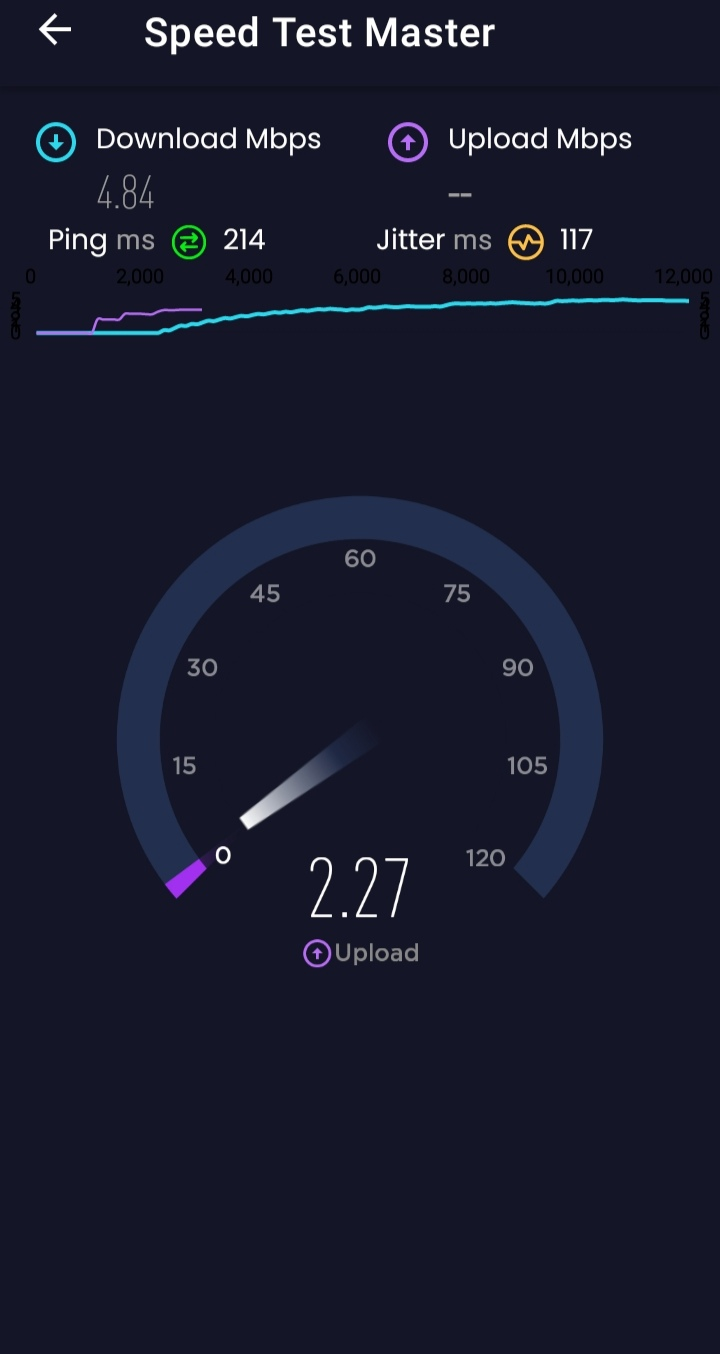 Speed Test Master
Download Mbps
4.84
Upload Mbps
--
Ping ms 214
Jitter ms 117
0 2,000 4,000 6,000 8,000 10,000 12,000
60
45 75
30 90
15 105
0 120
2.27
Upload